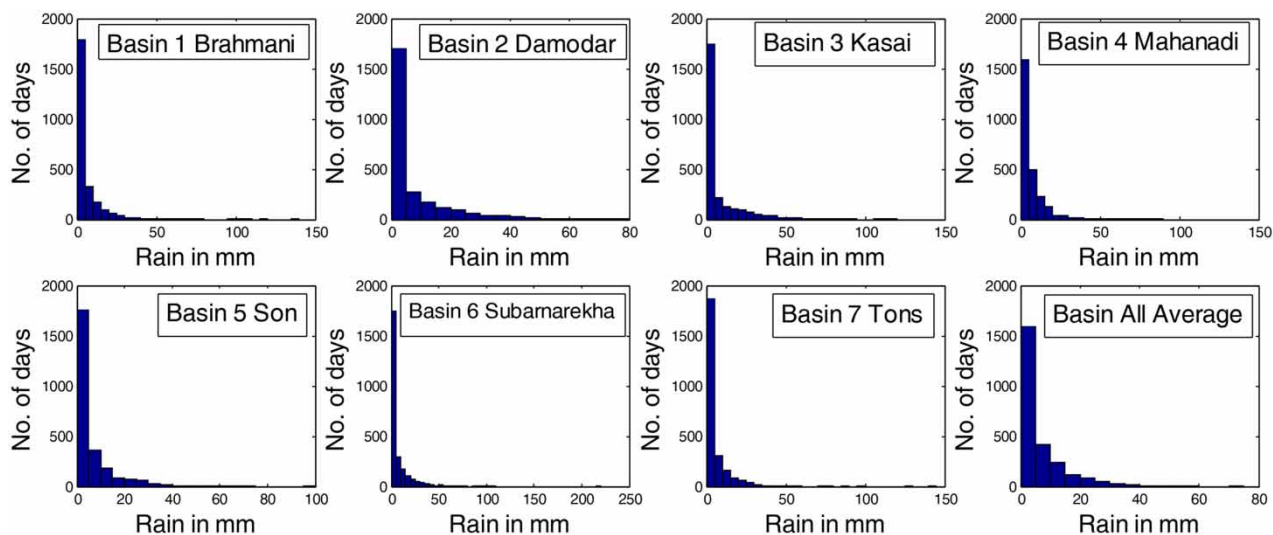 Basin 1 Brahmani
No. of days
2000
1500
1000
500
0
0 50 100 150
Rain in mm
Basin 2 Damodar
No. of days
2000
1500
1000
500
0
0 20 40 60 80
Rain in mm
Basin 3 Kasai
No. of days
2000
1500
1000
500
0
0 50 100 150
Rain in mm
Basin 4 Mahanadi
No. of days
2000
1500
1000
500
0
0 50 100 150
Rain in mm
Basin 5 Son
No. of days
2000
1500
1000
500
0
0 20 40 60 80 100
Rain in mm
Basin 6 Subarnarekha
No. of days
2000
1500
1000
500
0
0 50 100 150 200 250
Rain in mm
Basin 7 Tons
No. of days
2000
1500
1000
500
0
0 50 100 150
Rain in mm
Basin All Average
No. of days
2000
1500
1000
500
0
0 20 40 60 80
Rain in mm